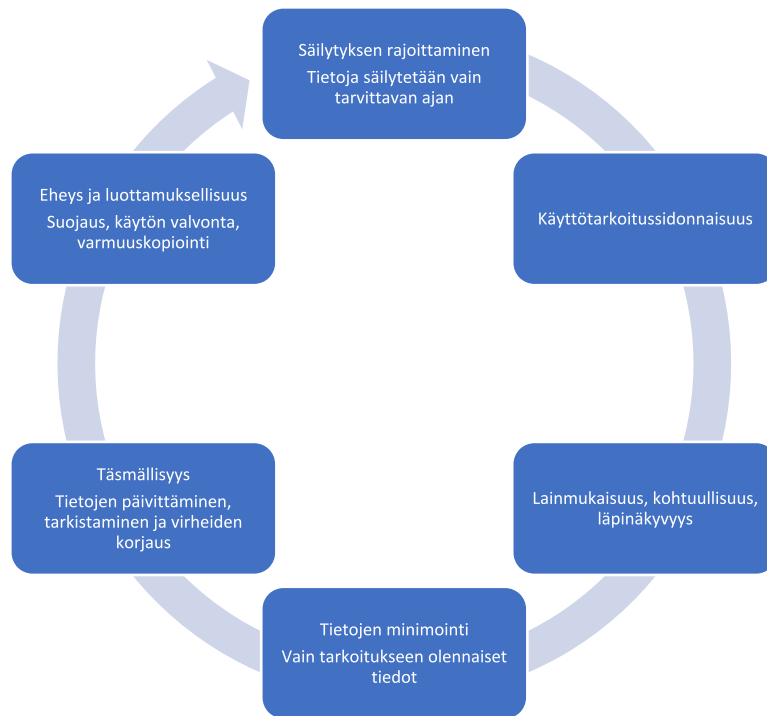 Säilytyksen rajoittaminen
Tietoja säilytetään vain
tarvittavan ajan
Käyttötarkoitussidonnaisuus
Lainmukaisuus, kohtuullisuus,
läpinäkyvyys
Tietojen minimointi
Vain tarkoitukseen olennaiset
tiedot
Täsmällisyys
Tietojen päivittäminen,
tarkistaminen ja virheiden
korjaus
Eheys ja luottamuksellisuus
Suojaus, käytön valvonta,
varmuuskopiointi